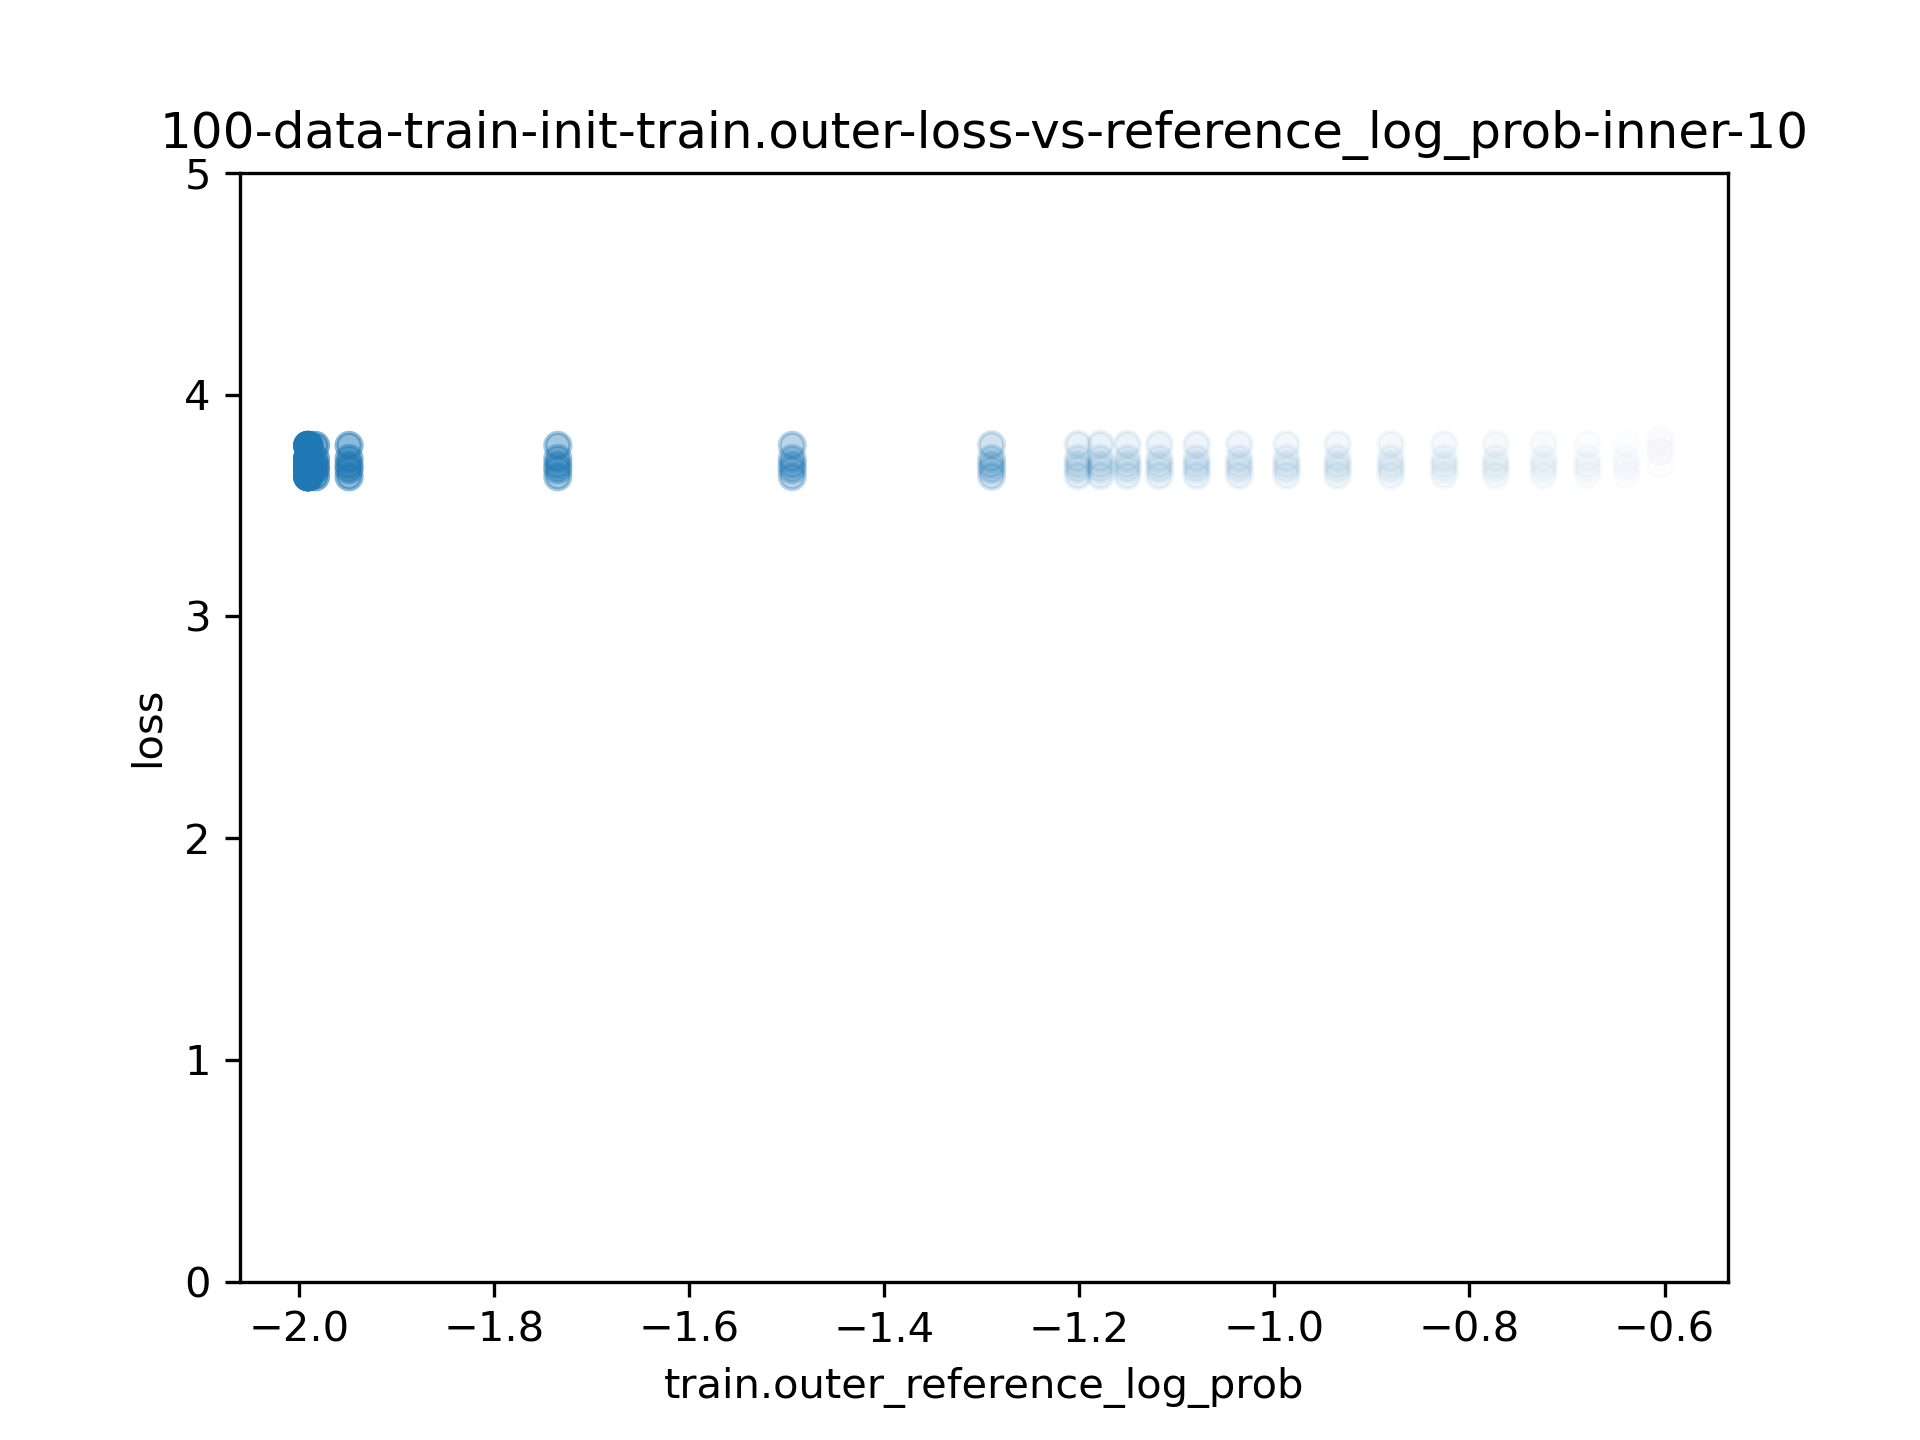 100-data-train-init-train.outer-loss-vs-reference_log_prob-inner-10
5
4
3
2
1
0
loss
−2.0 −1.8 −1.6 −1.4 −1.2 −1.0 −0.8 −0.6
train.outer_reference_log_prob